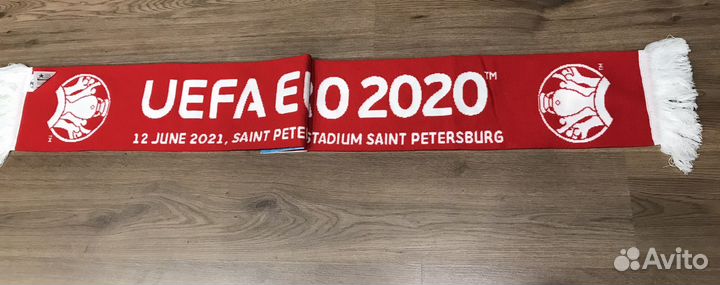 UEFA E O 2020™
12 JUNE 2021, SAINT PETE STADIUM SAINT PETERSBURG
Avito